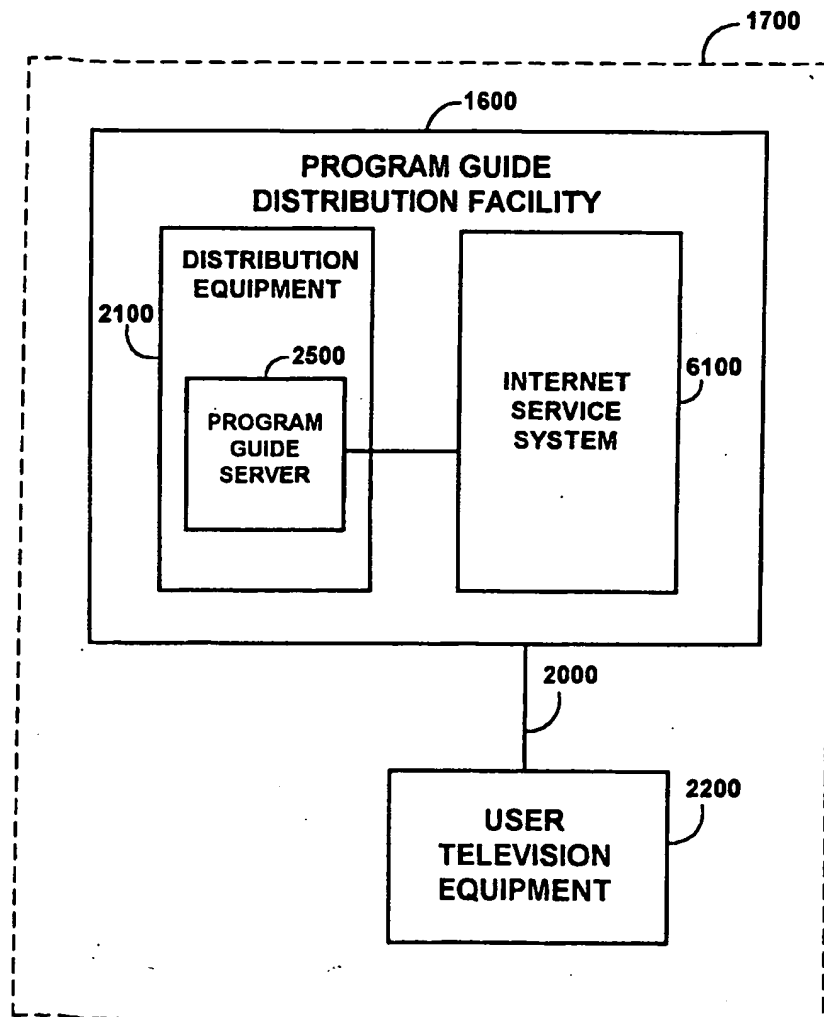 1700
1600
PROGRAM GUIDE
DISTRIBUTION FACILITY
DISTRIBUTION
EQUIPMENT
2100
2500
PROGRAM
GUIDE
SERVER
INTERNET
SERVICE
SYSTEM
6100
2000
2200
USER
TELEVISION
EQUIPMENT